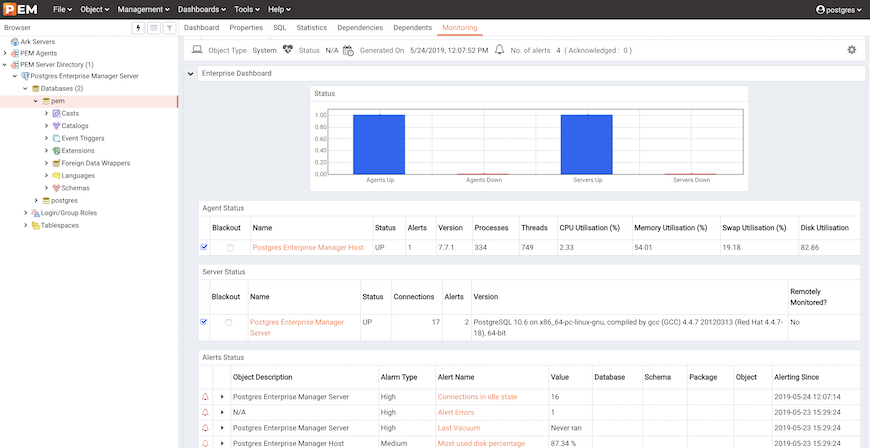 PEM File Object Management Dashboards Tools Help postgres
Browser Dashboard Properties SQL Statistics Dependencies Dependents Monitoring
Ark Servers
PEM Agents
PEM Server Directory (1)
Postgres Enterprise Manager Server
Databases (2)
pem
Casts
Catalogs
Event Triggers
Extensions
Foreign Data Wrappers
Languages
Schemas
postgres
Login/Group Roles
Tablespaces
Object Type System Status N/A Generated On 5/24/2019, 12:07:52 PM No. of alerts 4 ( Acknowledged : 0 )
Enterprise Dashboard
Status
1.00
0.80
0.60
0.40
0.20
0.00
Agents Up Agents Down Servers Up Servers Down
Agent Status
Blackout Name Status Alerts Version Processes Threads CPU Utilisation (%) Memory Utilisation (%) Swap Utilisation (%) Disk Utilisation
Postgres Enterprise Manager Host UP 1 7.7.1 334 749 2.33 54.01 19.18 82.86
Server Status
Blackout Name Status Connections Alerts Version Remotely
Monitored?
Postgres Enterprise Manager UP 17 2 PostgreSQL 10.6 on x86_64-pc-linux-gnu, compiled by gcc (GCC) 4.4.7 20120313 (Red Hat 4.4.7- No
Server 18), 64-bit
Alerts Status
Object Description Alarm Type Alert Name Value Database Schema Package Object Alerting Since
Postgres Enterprise Manager Server High Connections in idle state 16 2019-05-24 12:07:14
N/A High Alert Errors 1 2019-05-23 15:29:24
Postgres Enterprise Manager Server High Last Vacuum Never ran 2019-05-23 15:29:24
Postgres Enterprise Manager Host Medium Most used disk percentage 87.34 % 2019-05-23 15:29:24